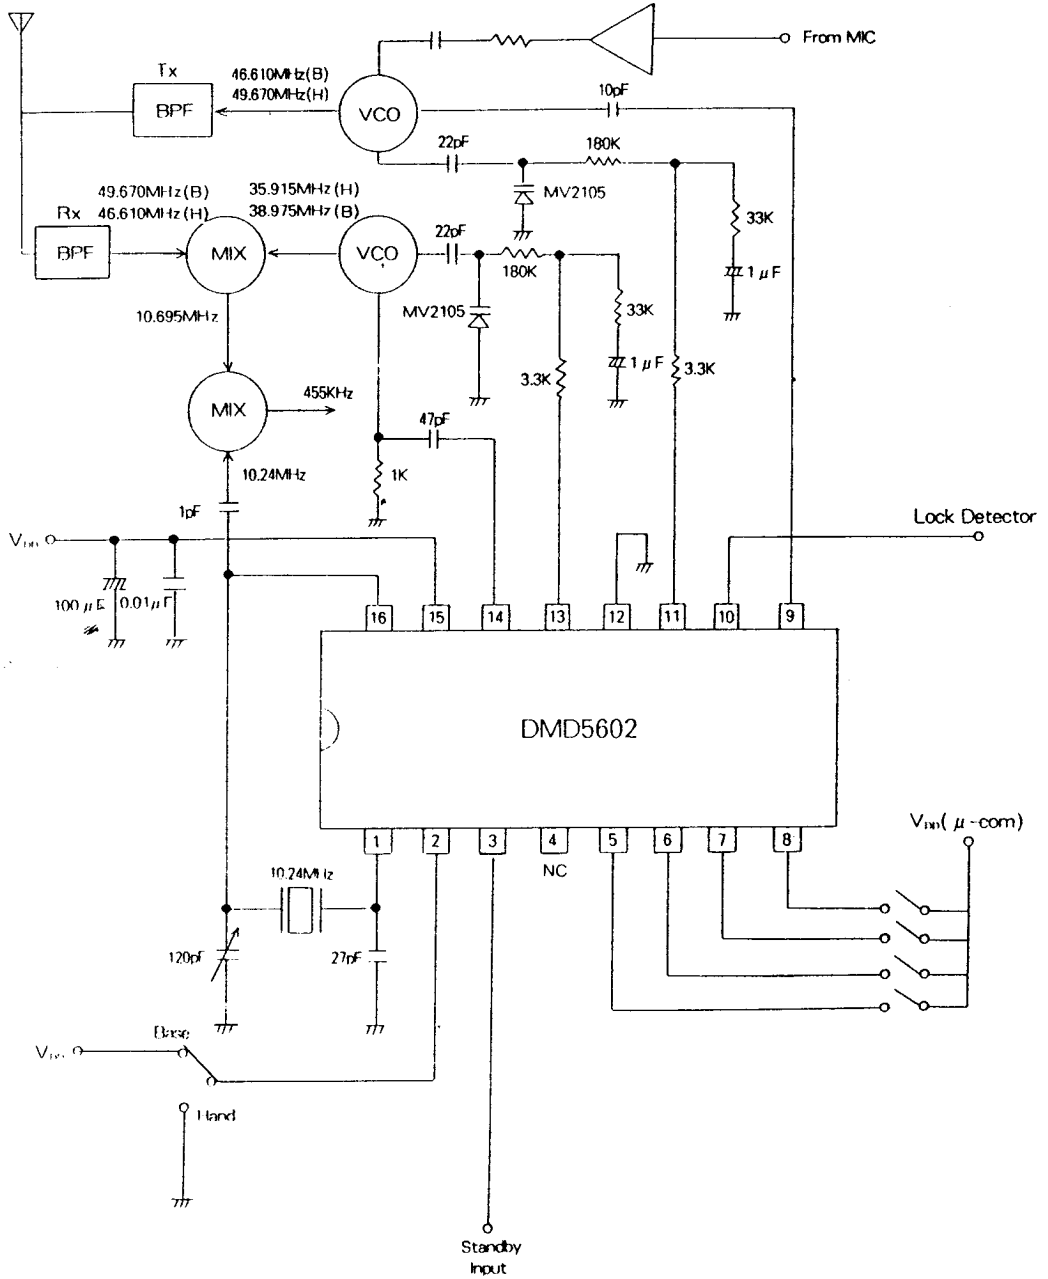 From MIC
Tx
46.610MHz(B)
49.670MHz(H)
BPF
VCO
10pF
22pF
180K
MV2105
33K
1μF
49.670MHz(B)
46.610MHz(H)
35.915MHz(H)
38.975MHz(B)
Rx
BPF
MIX
VCO
22pF
180K
MV2105
33K
1μF
3.3K
3.3K
10.695MHz
MIX
455KHz
47pF
10.24MHz
1K
1pF
Lock Detector
VDD
100μF
0.01μF
16
15
14
13
12
11
10
9
DMD5602
1
2
3
4
5
6
7
8
NC
VDD(μ-com)
10.24MHz
120pF
27pF
Base
VDD
Hand
Standby
Input